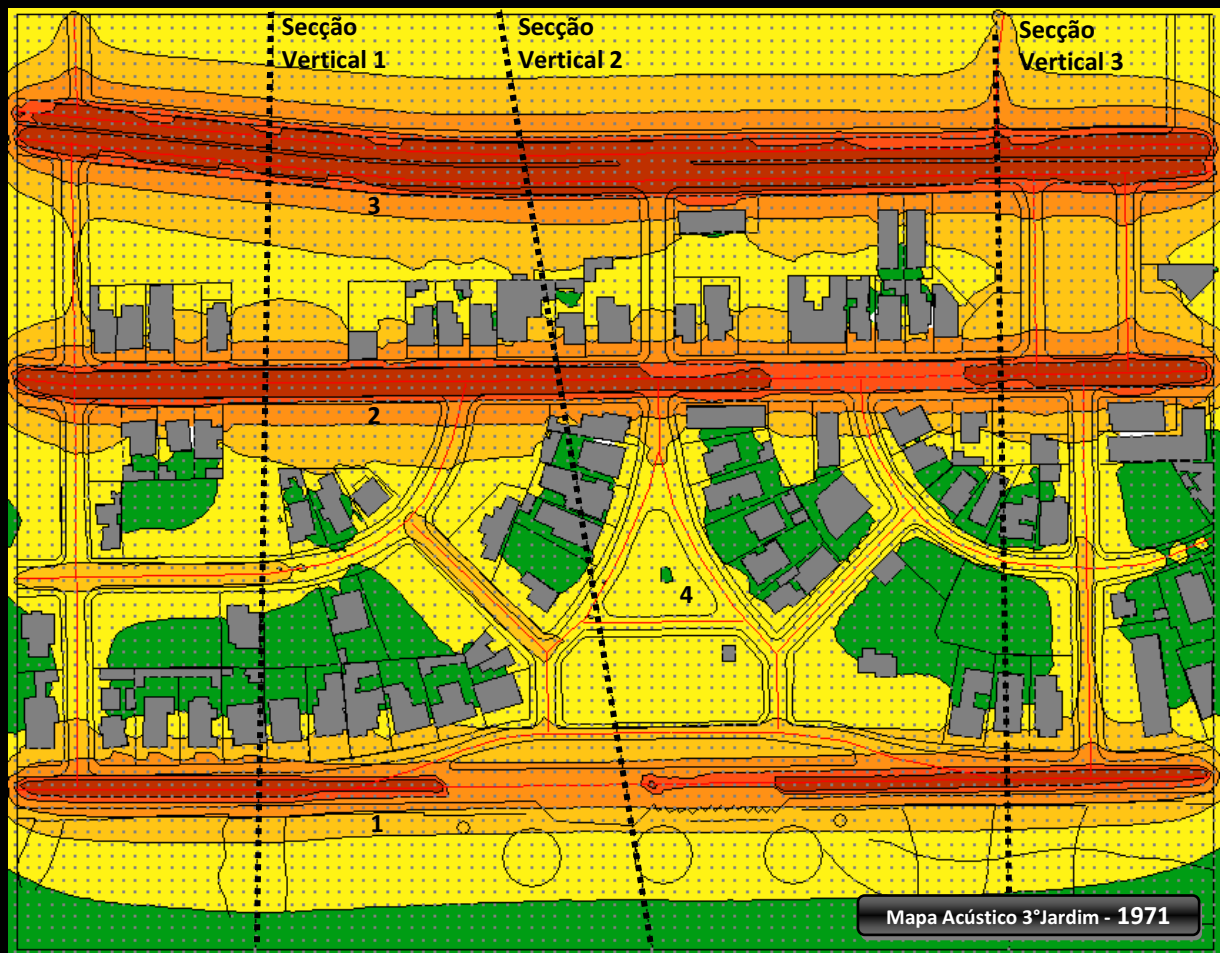 Secção
Vertical 1
Secção
Vertical 2
Secção
Vertical 3
3
2
4
1
Mapa Acústico 3°Jardim - 1971